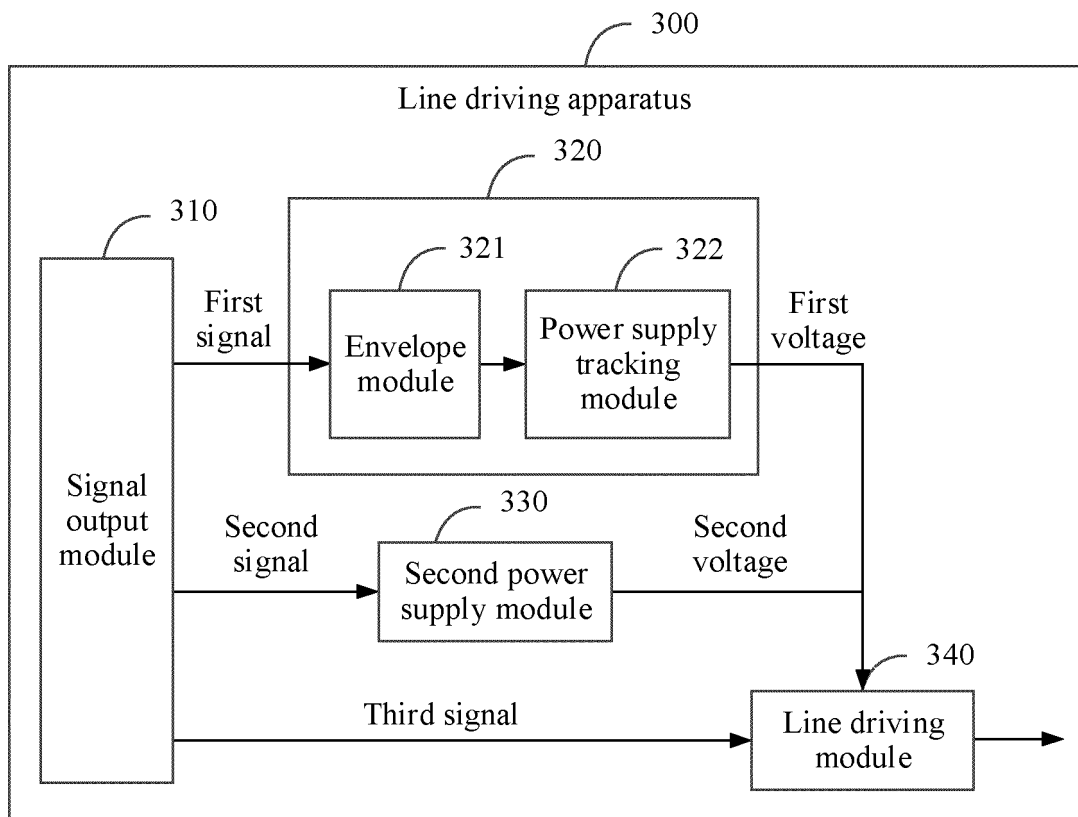 300
Line driving apparatus
320
310
321
322
First
signal
Envelope
module
Power supply
tracking
module
First
voltage
Signal
output
module
Second
signal
330
Second power
supply module
Second
voltage
Third signal
340
Line driving
module